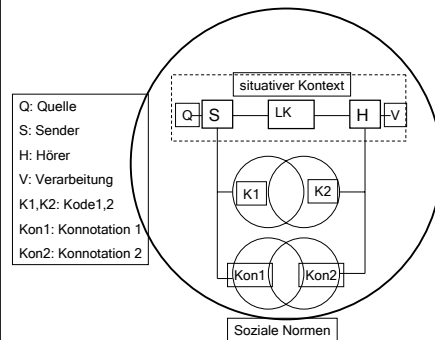 situativer Kontext
Q
S
LK
H
V
Q: Quelle
S: Sender
H: Hörer
V: Verarbeitung
K1,K2: Kode1,2
Kon1: Konnotation 1
Kon2: Konnotation 2
K1
K2
Kon1
Kon2
Soziale Normen